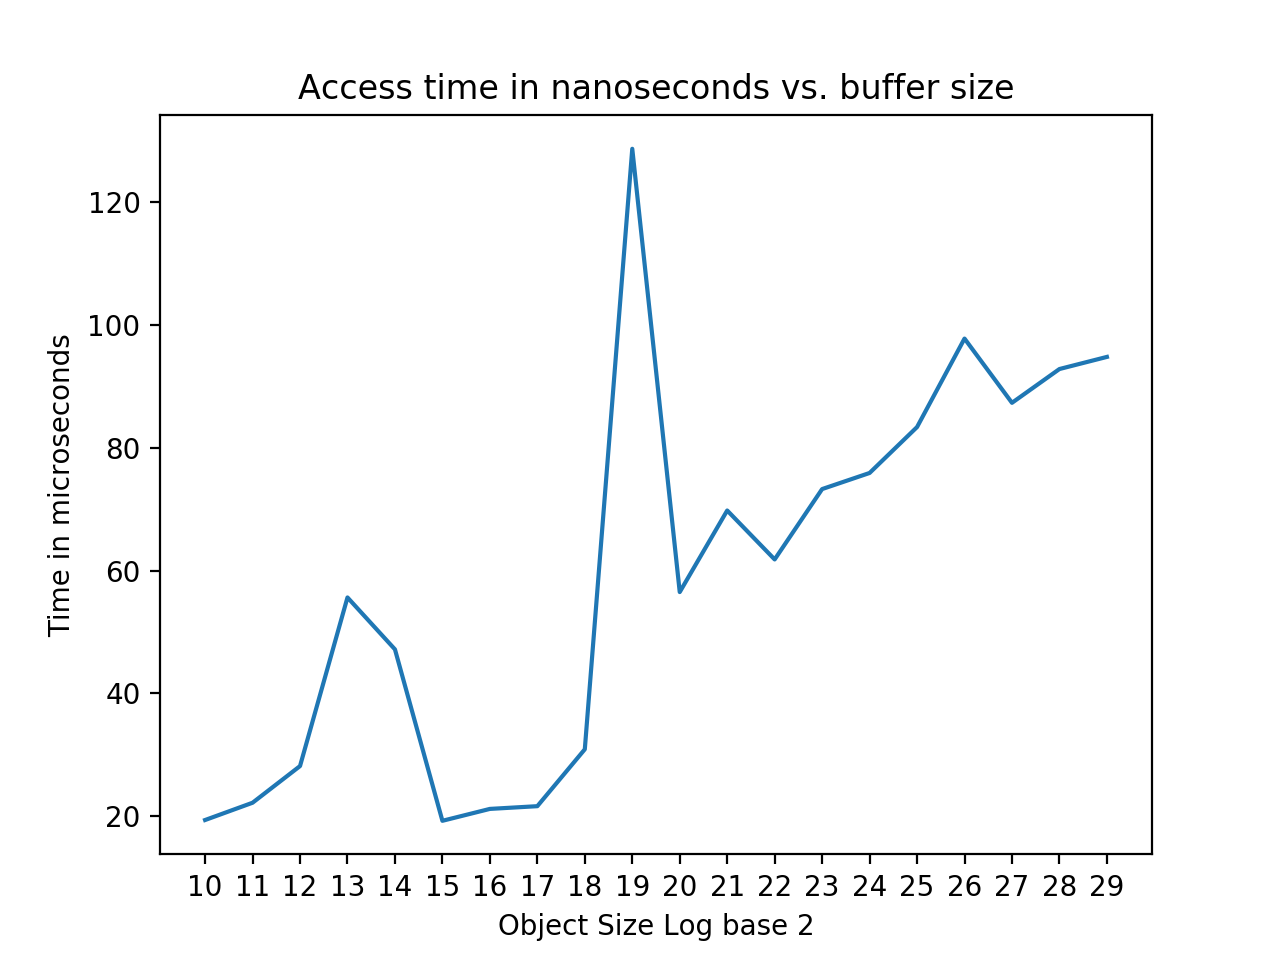 Access time in nanoseconds vs. buffer size
120
100
80
60
40
20
Time in microseconds
10 11 12 13 14 15 16 17 18 19 20 21 22 23 24 25 26 27 28 29
Object Size Log base 2